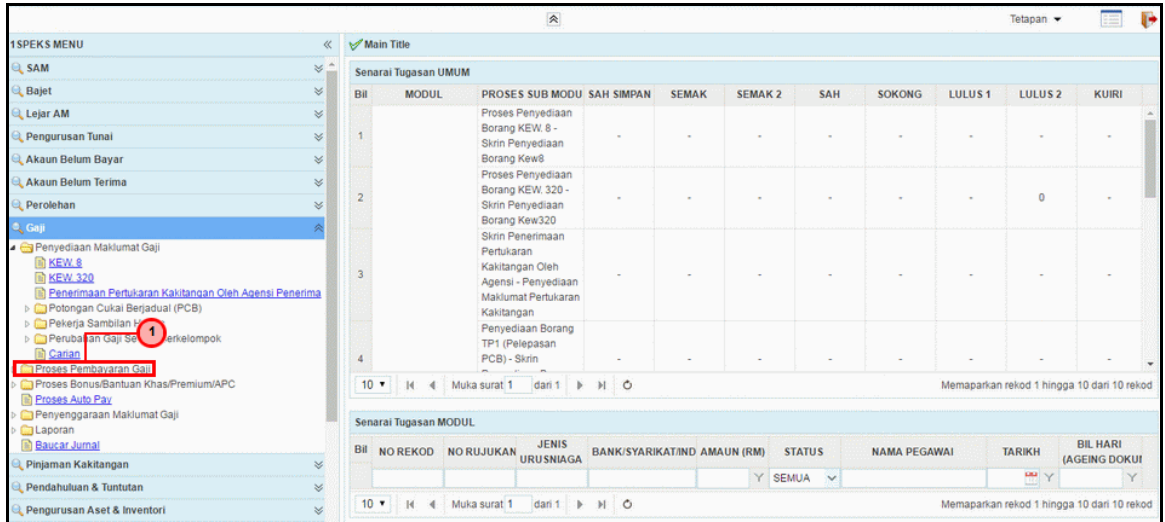 Tetapan
1SPEKS MENU
SAM
Bajet
Lejar AM
Pengurusan Tunai
Akaun Belum Bayar
Akaun Belum Terima
Perolehan
Gaji
Penyediaan Maklumat Gaji
KEW. 8
KEW. 320
Penerimaan Pertukaran Kakitangan Oleh Agensi Penerima
Potongan Cukai Berjadual (PCB)
Pekerja Sambilan
1
Perubahan Gaji
Carian
Proses Pembayaran Gaji
Proses Bonus/Bantuan Khas/Premium/APC
Proses Auto Pay
Penyenggaraan Maklumat Gaji
Laporan
Baucar Jurnal
Pinjaman Kakitangan
Pendahuluan & Tuntutan
Pengurusan Aset & Inventori
Main Title
Senarai Tugasan UMUM
Bil MODUL PROSES SUB MODU SAH SIMPAN SEMAK SEMAK 2 SAH SOKONG LULUS 1 LULUS 2 KUIRI
Proses Penyediaan
Borang KEW. 8 -
1 - - - - - - - -
Skrin Penyediaan
Borang Kew8
Proses Penyediaan
Borang KEW. 320 -
2 - - - - - - 0 -
Skrin Penyediaan
Borang Kew320
Skrin Penerimaan
Pertukaran
Kakitangan Oleh
3 - - - - - - - -
Agensi - Penyediaan
Maklumat Pertukaran
Kakitangan
Penyediaan Borang
TP1 (Pelepasan
4 PCB) - Skrin - - - - - - - -
10 Muka surat 1 dari 1 Memaparkan rekod 1 hingga 10 dari 10 rekod
Senarai Tugasan MODUL
Bil NO REKOD NO RUJUKAN JENIS URUSNIAGA BANK/SYARIKAT/IND AMAUN (RM) STATUS NAMA PEGAWAI TARIKH BIL HARI (AGEING DOKU
SEMUA
10 Muka surat 1 dari 1 Memaparkan rekod 1 hingga 10 dari 10 rekod